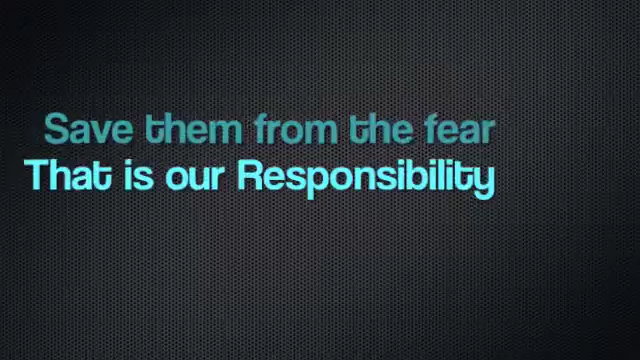 Save them from the fear
That is our Responsibility